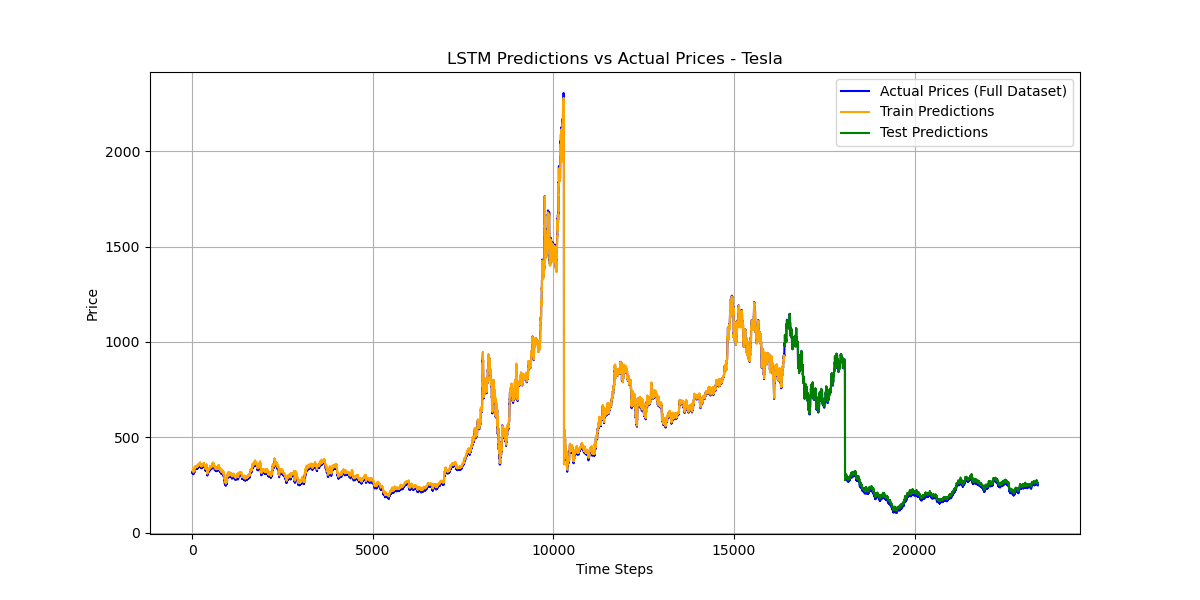 LSTM Predictions vs Actual Prices - Tesla
Actual Prices (Full Dataset)
Train Predictions
Test Predictions
Price
2000
1500
1000
500
0
0 5000 10000 15000 20000
Time Steps